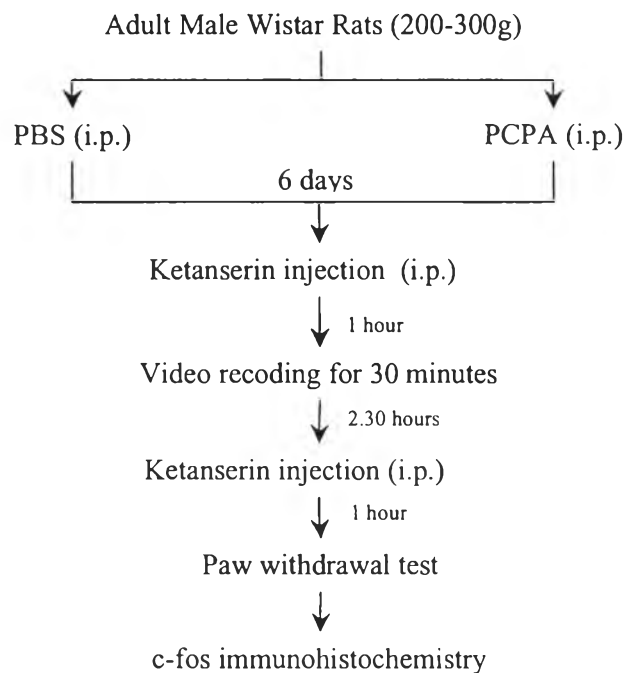 Adult Male Wistar Rats (200-300g)
PBS (i.p.)
PCPA (i.p.)
6 days
Ketanserin injection (i.p.)
1 hour
Video recoding for 30 minutes
2.30 hours
Ketanserin injection (i.p.)
1 hour
Paw withdrawal test
c-fos immunohistochemistry